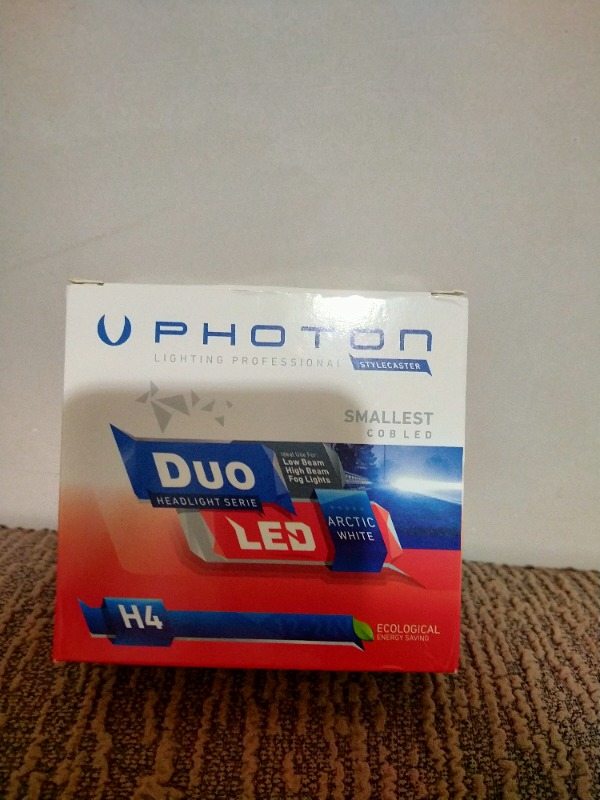 PHOTON
LIGHTING PROFESSIONAL
STYLECASTER
SMALLEST
COB LED
DUO
HEADLIGHT SERIE
Ideal Use For:
Low Beam
High Beam
Fog Lights
LED
ARCTIC
WHITE
H4
ECOLOGICAL
ENERGY SAVING